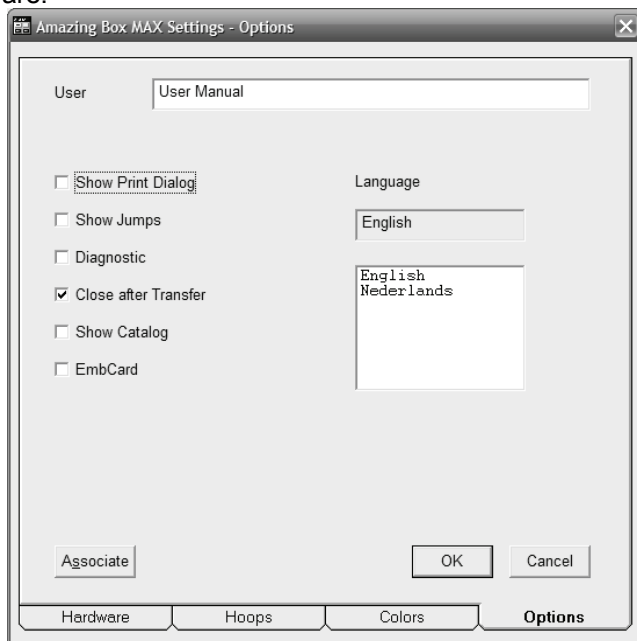 are.
Amazing Box MAX Settings - Options
User
User Manual
Show Print Dialog
Show Jumps
Diagnostic
Close after Transfer
Show Catalog
EmbCard
Language
English
English
Nederlands
Associate
OK
Cancel
Hardware
Hoops
Colors
Options